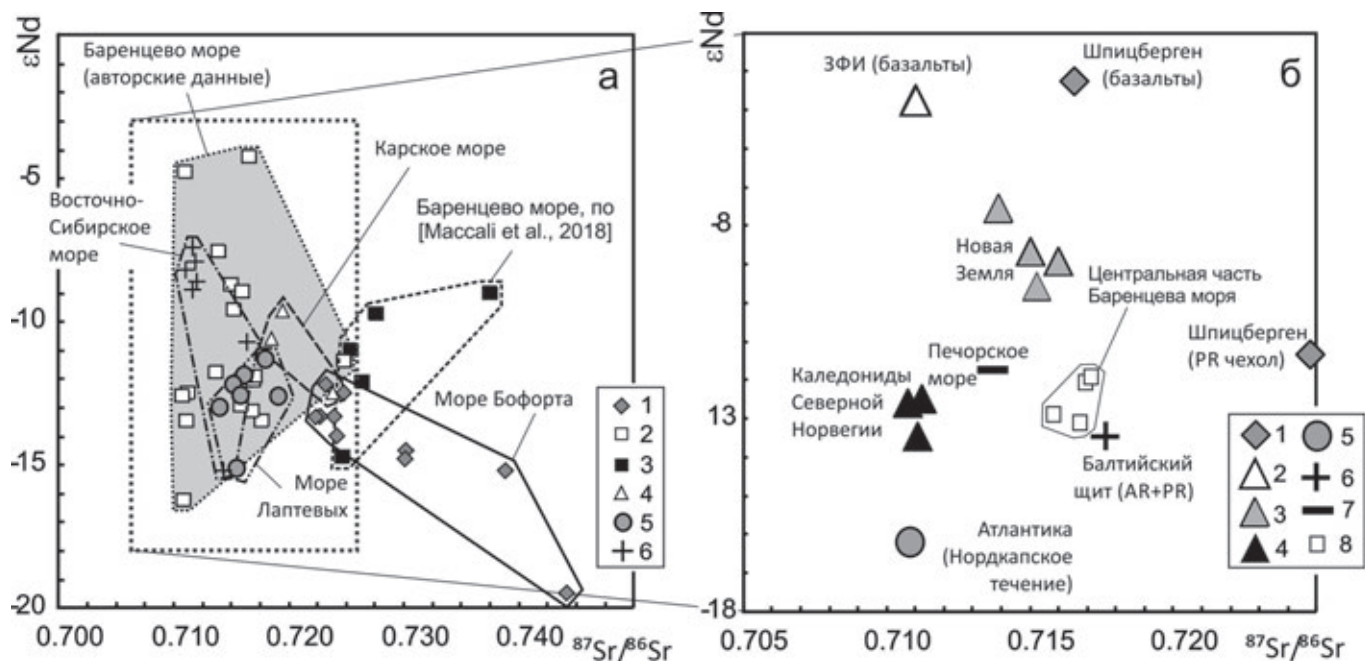 εNd
Баренцево море
(авторские данные)
а
-5
Карское море
Восточно-
Сибирское
море
Баренцево море, по
[Maccali et al., 2018]
-10
Море Бофорта
1
2
3
4
5
6
-15
Море
Лаптевых
-20
0.700
0.710
0.720
0.730
0.740
⁸⁷Sr/⁸⁶Sr
εNd
ЗФИ (базальты)
Шпицберген
(базальты)
б
-8
Новая
Земля
Центральная часть
Баренцева моря
Шпицберген
(PR чехол)
Печорское
море
Каледониды
Северной
Норвегии
-13
Балтийский
щит (AR+PR)
Атлантика
(Нордкапское
течение)
1 5
2 6
3 7
4 8
-18
0.705
0.710
0.715
0.720
⁸⁷Sr/⁸⁶Sr